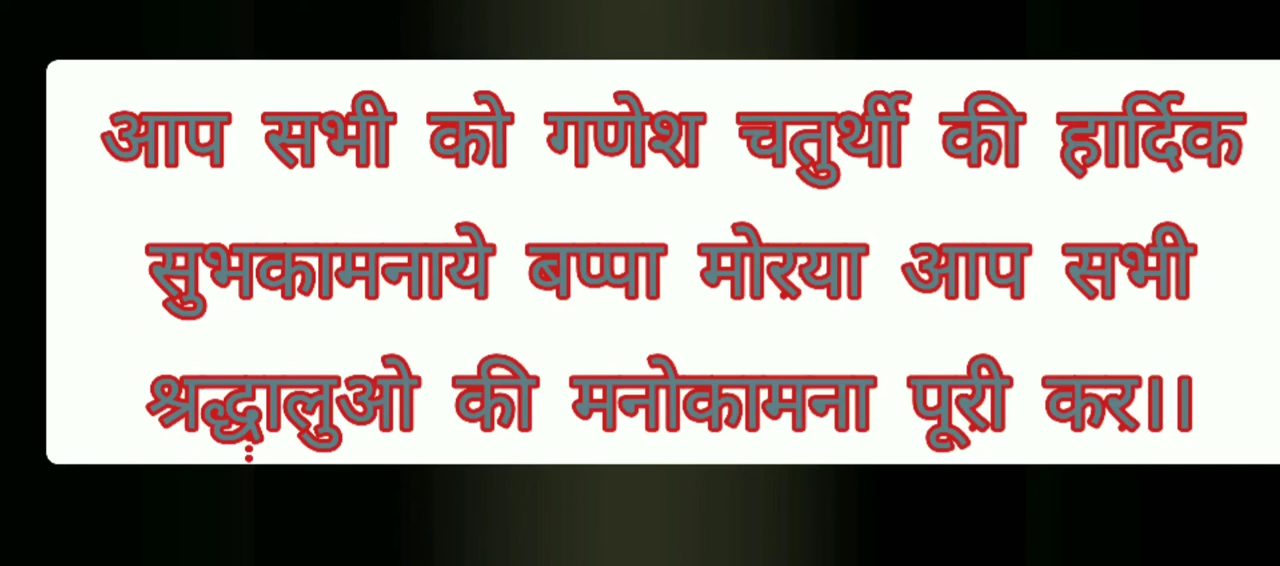 आप सभी को गणेश चतुर्थी की हार्दिक
सुभकामनाये बप्पा मोरया आप सभी
श्रद्धालुओ की मनोकामना पूरी कर।।